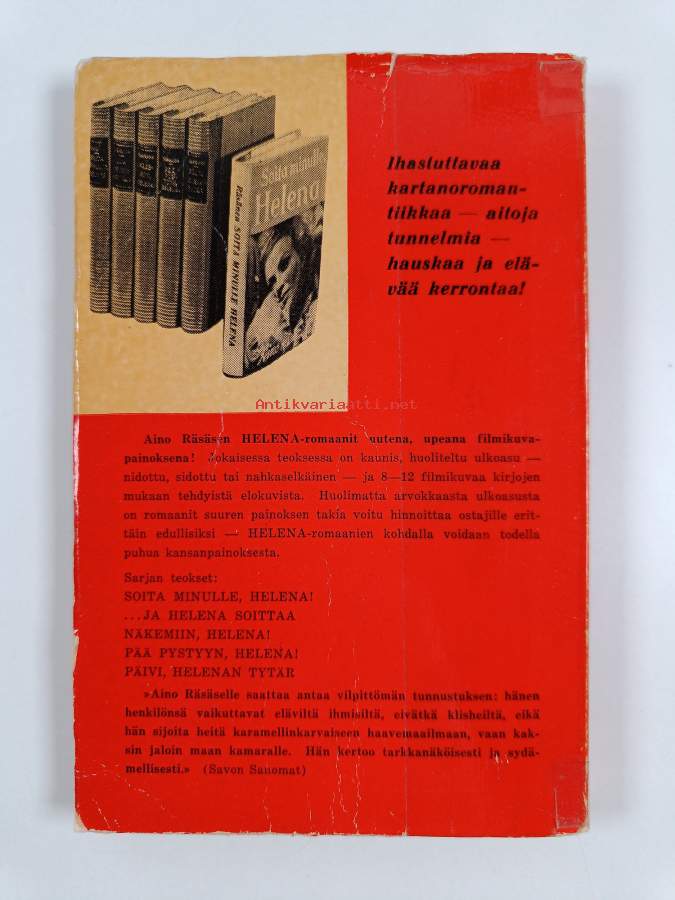 Soita minulle,
Helena
Räsänen SOITA MINULLE HELENA
Ihastuttavaa
kartanoroman-
tiikkaa — aitoja
tunnelmia —
hauskaa ja elä-
vää kerrontaa!
Antikvariaatti.net
Aino Räsäsen HELENA-romaanit uutena, upeana filmikuva-
painoksena! Jokaisessa teoksessa on kaunis, huoliteltu ulkoasu —
nidottu, sidottu tai nahkaselkäinen — ja 8—12 filmikuvaa kirjojen
mukaan tehdyistä elokuvista. Huolimatta arvokkaasta ulkoasusta
on romaanit suuren painoksen takia voitu hinnoittaa ostajille erit-
täin edullisiksi — HELENA-romaanien kohdalla voidaan todella
puhua kansanpainoksesta.
Sarjan teokset:
SOITA MINULLE, HELENA!
...JA HELENA SOITTAA
NÄKEMIIN, HELENA!
PÄÄ PYSTYYN, HELENA!
PÄIVI, HELENAN TYTÄR
»Aino Räsäselle saattaa antaa vilpittömän tunnustuksen: hänen
henkilönsä vaikuttavat eläviltä ihmisiltä, eivätkä klisheiltä, eikä
hän sijoita heitä karamellinkarvaiseen haavemaailmaan, vaan kak-
sin jaloin maan kamaralle. Hän kertoo tarkkanäköisesti ja sydä-
mellisesti.» (Savon Sanomat)